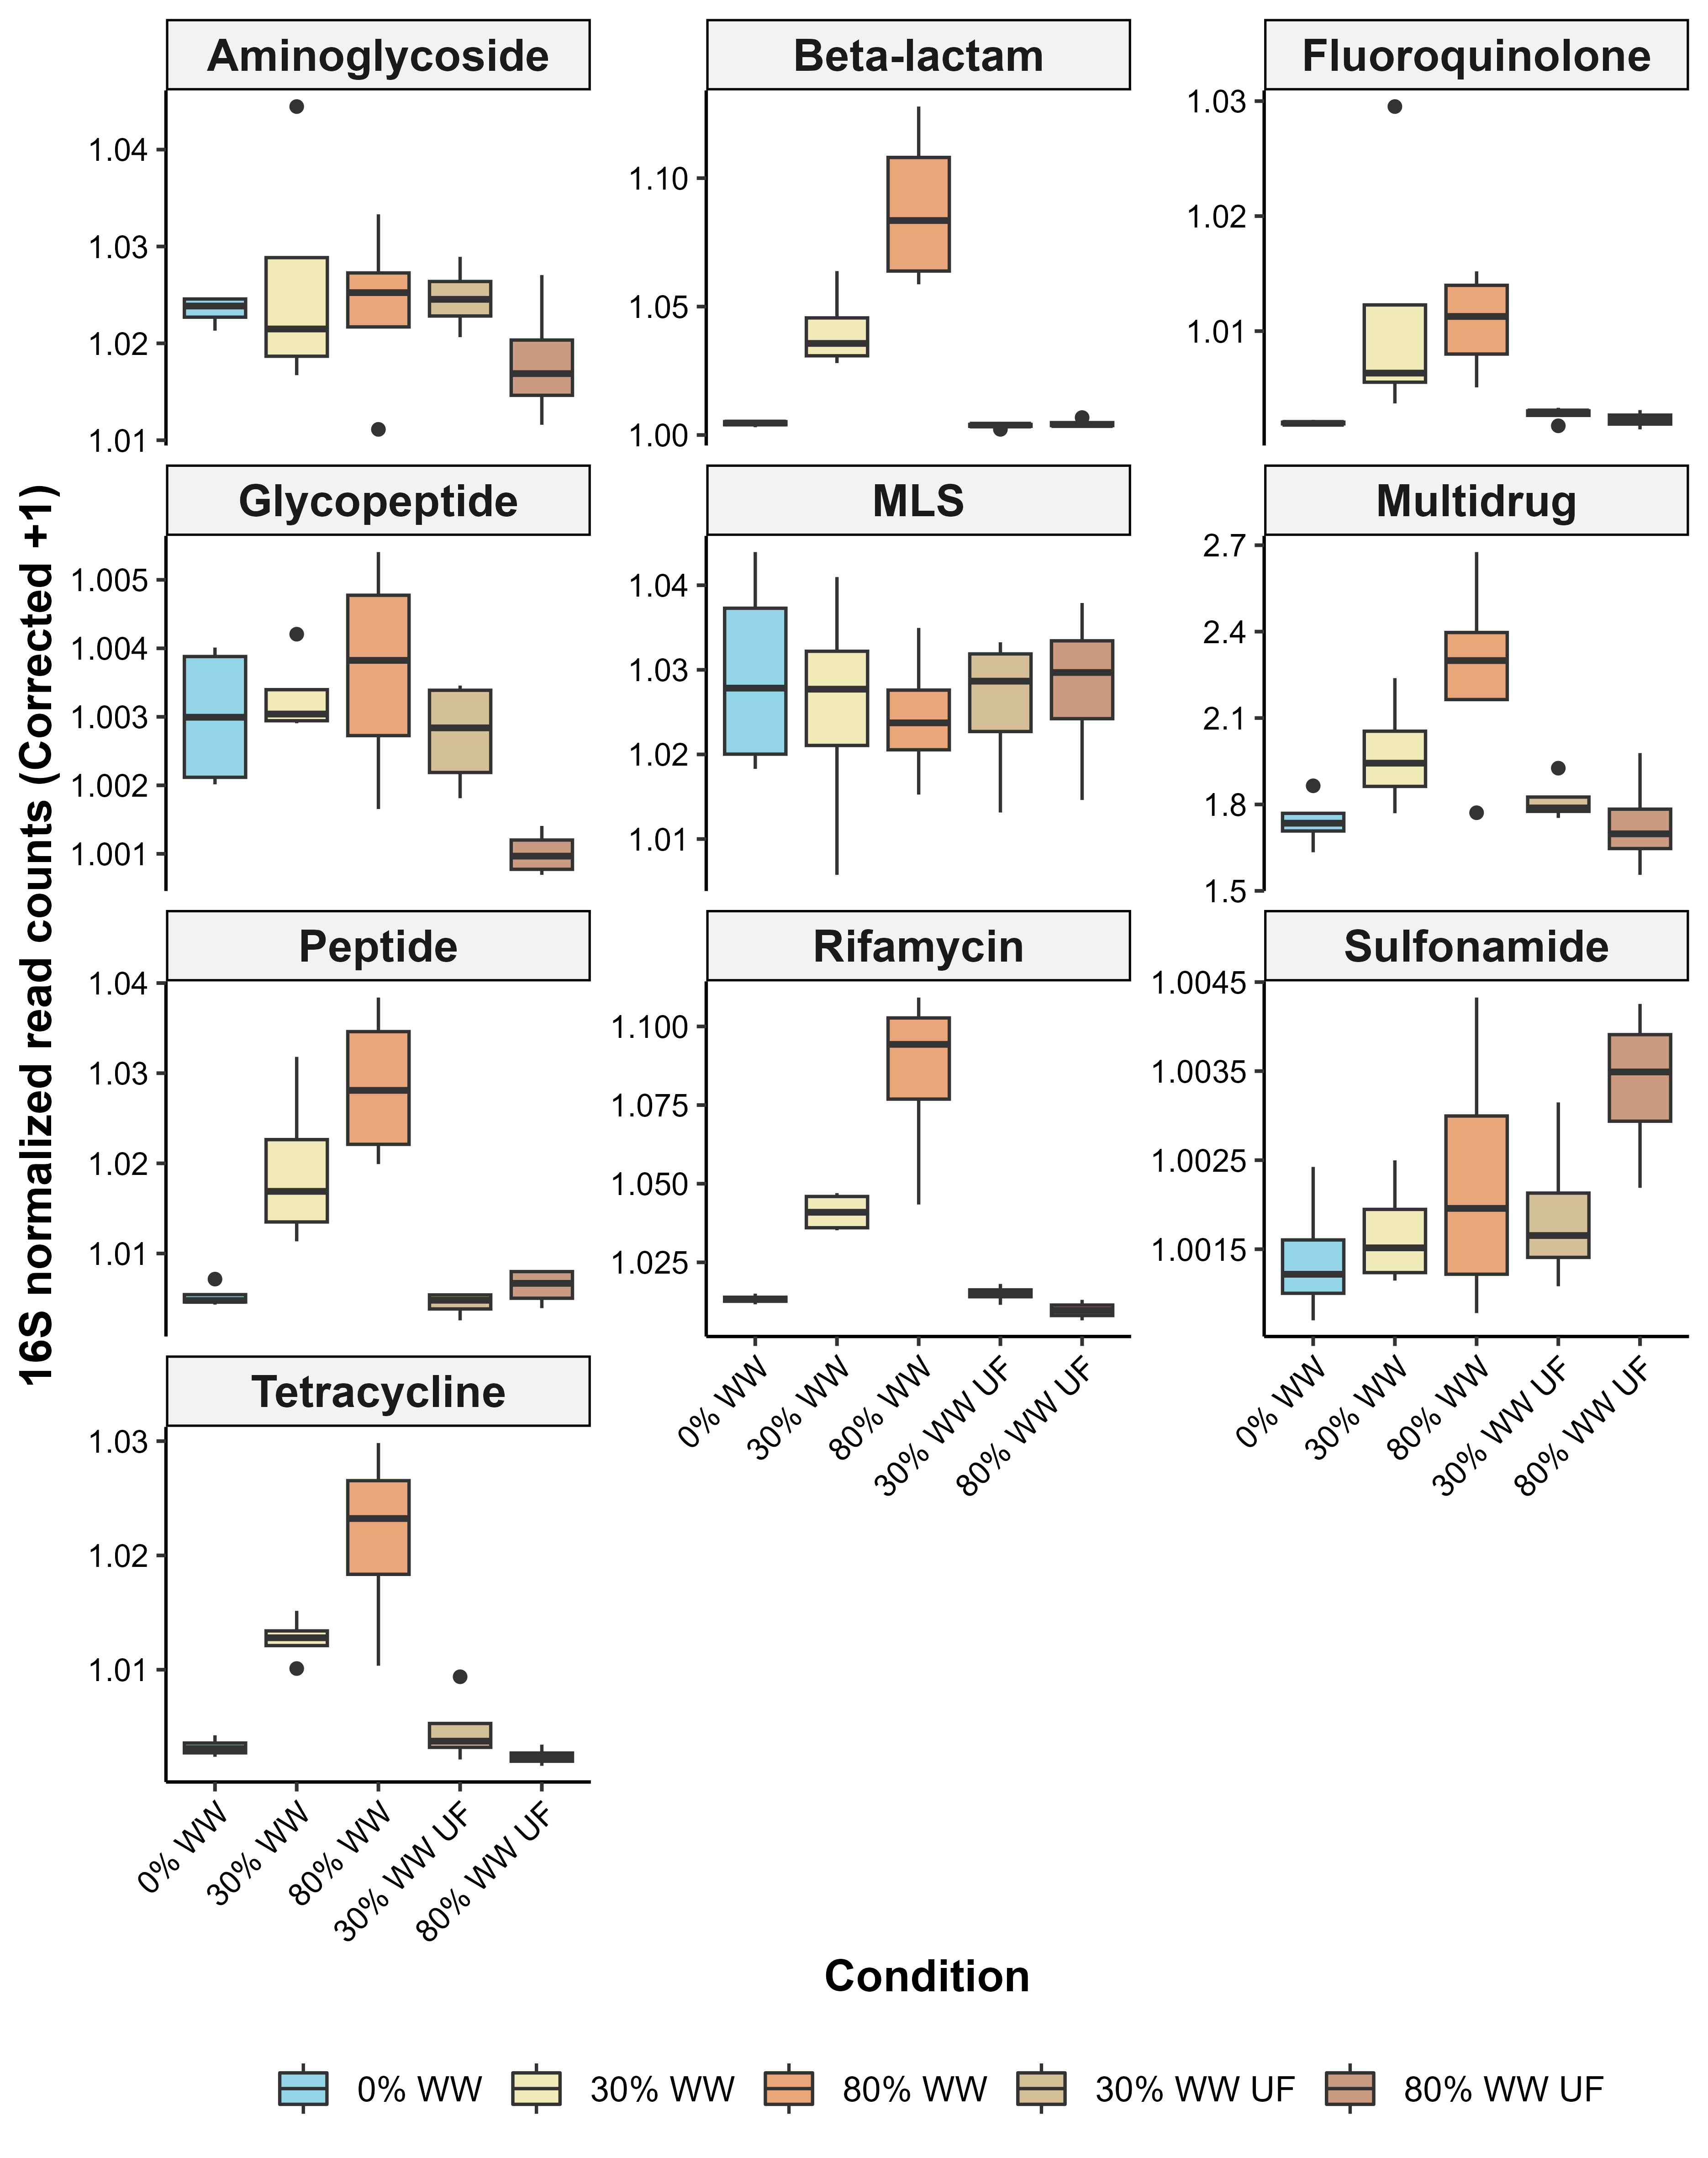 16S normalized read counts (Corrected +1)
Aminoglycoside
1.04
1.03
1.02
1.01
Beta-lactam
1.10
1.05
1.00
Fluoroquinolone
1.03
1.02
1.01
Glycopeptide
1.005
1.004
1.003
1.002
1.001
MLS
1.04
1.03
1.02
1.01
Multidrug
2.7
2.4
2.1
1.8
1.5
Peptide
1.04
1.03
1.02
1.01
Rifamycin
1.100
1.075
1.050
1.025
0% WW
30% WW
80% WW
30% WW UF
80% WW UF
Sulfonamide
1.0045
1.0035
1.0025
1.0015
0% WW
30% WW
80% WW
30% WW UF
80% WW UF
Tetracycline
1.03
1.02
1.01
0% WW
30% WW
80% WW
30% WW UF
80% WW UF
Condition
0% WW 30% WW 80% WW 30% WW UF 80% WW UF